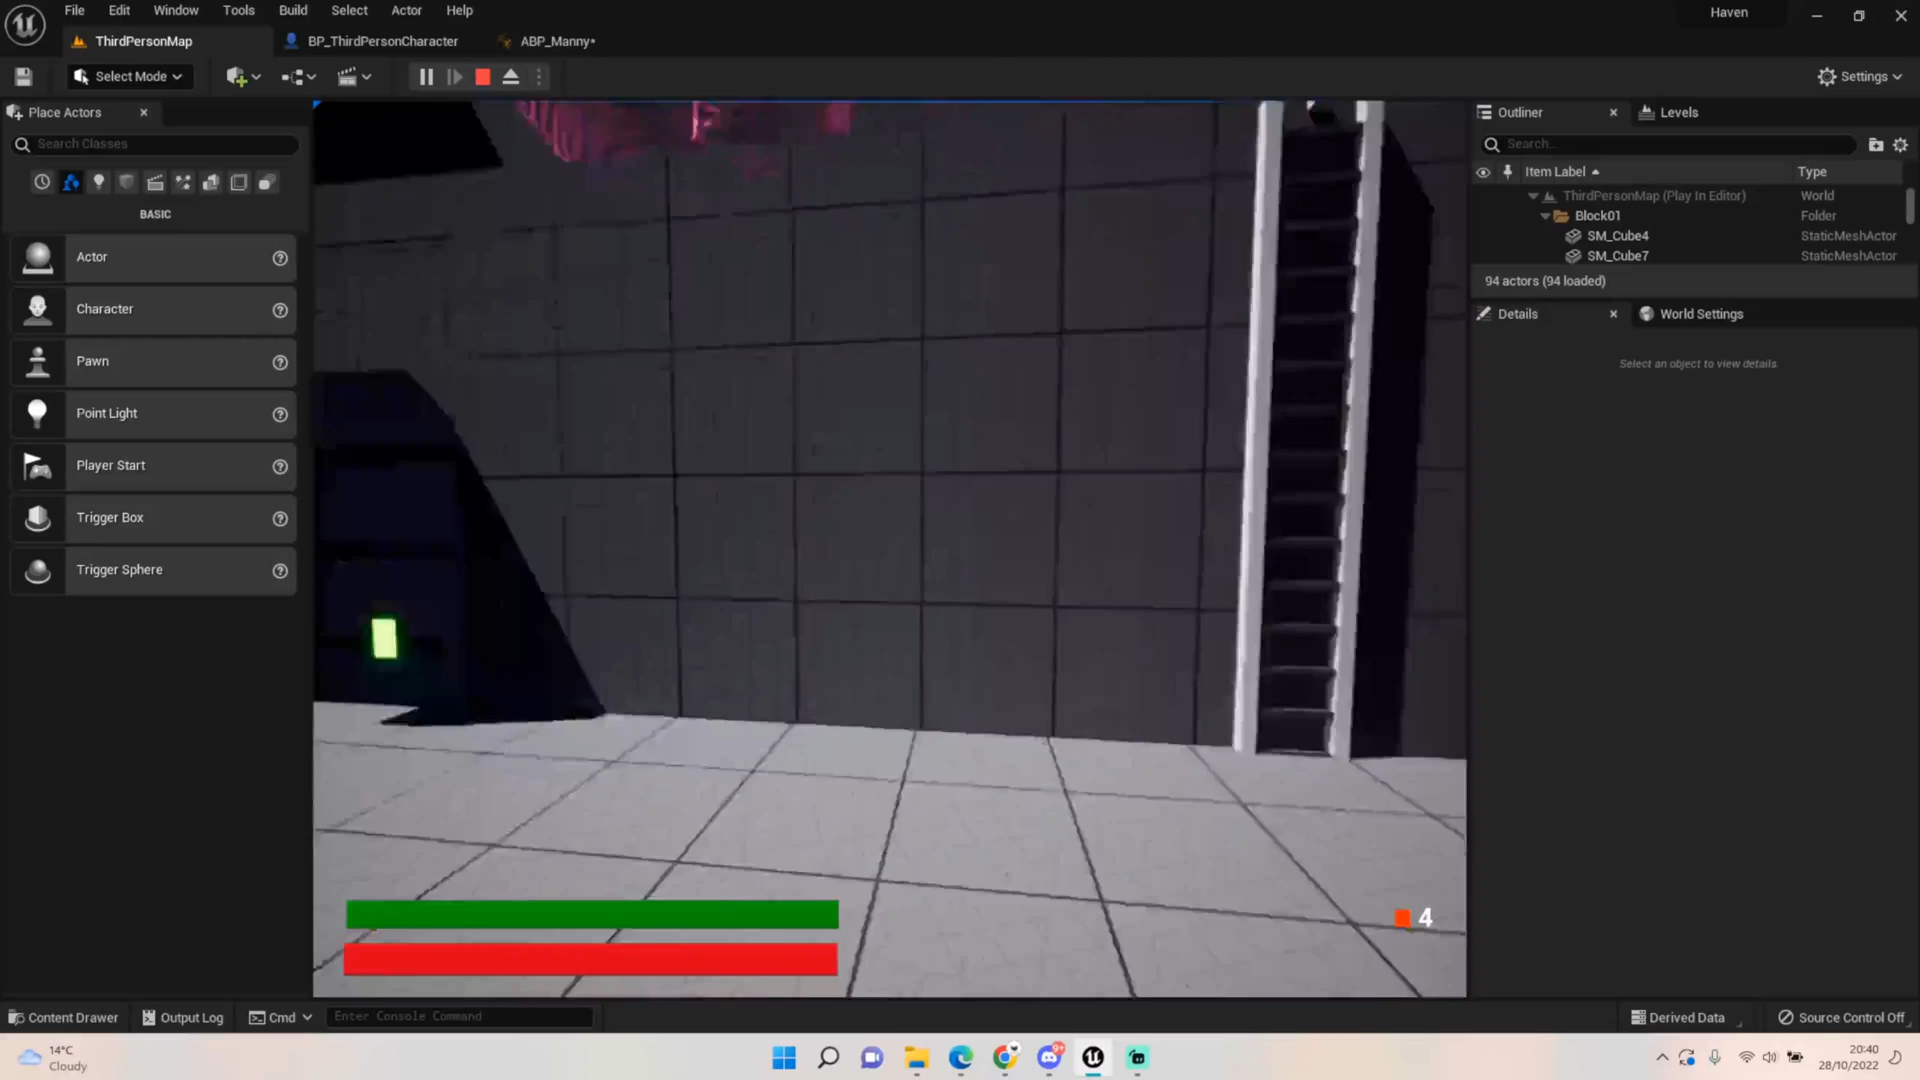 File Edit Window Tools Build Select Actor Help
Haven
ThirdPersonMap
BP_ThirdPersonCharacter
ABP_Manny*
Select Mode
Settings
Place Actors
Search Classes
BASIC
Actor
Character
Pawn
Point Light
Player Start
Trigger Box
Trigger Sphere
4
Outliner
Levels
Search...
Item Label
Type
ThirdPersonMap (Play In Editor) World
Block01 Folder
SM_Cube4 StaticMeshActor
SM_Cube7 StaticMeshActor
94 actors (94 loaded)
Details
World Settings
Select an object to view details.
Content Drawer
Output Log
Cmd
Enter Console Command
Derived Data
Source Control Off
14°C
Cloudy
9+
20:40
28/10/2022